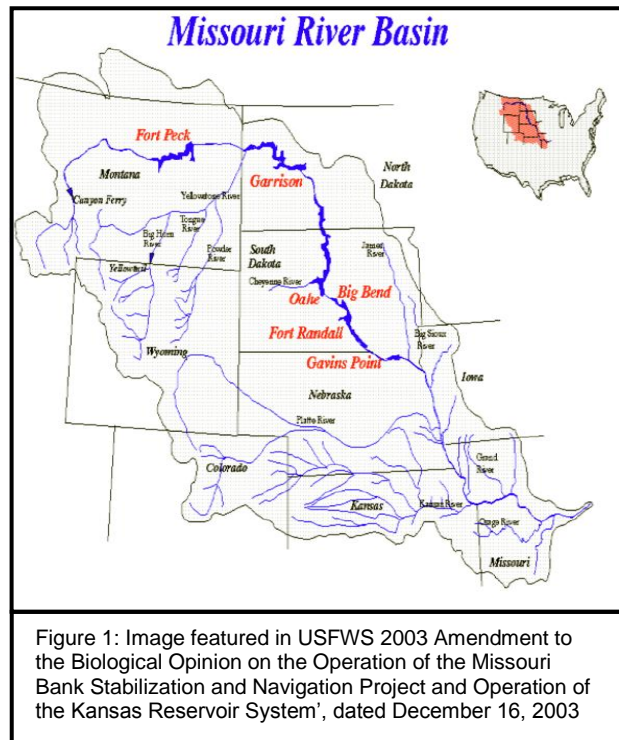 Missouri River Basin
Fort Peck
Montana
Canyon Ferry
Yellowstone River
Garrison
North
Dakota
Big Horn
River
Tongue
River
Powder
River
Yellowtail
Wyoming
South
Dakota
Cheyenne River
Oahe
Big Bend
James
River
Fort Randall
Gavins Point
Big Sioux
River
Iowa
Nebraska
Platte River
Colorado
Kansas
Kansas River
Grand
River
Osage River
Missouri
Figure 1: Image featured in USFWS 2003 Amendment to
the Biological Opinion on the Operation of the Missouri
Bank Stabilization and Navigation Project and Operation of
the Kansas Reservoir System', dated December 16, 2003